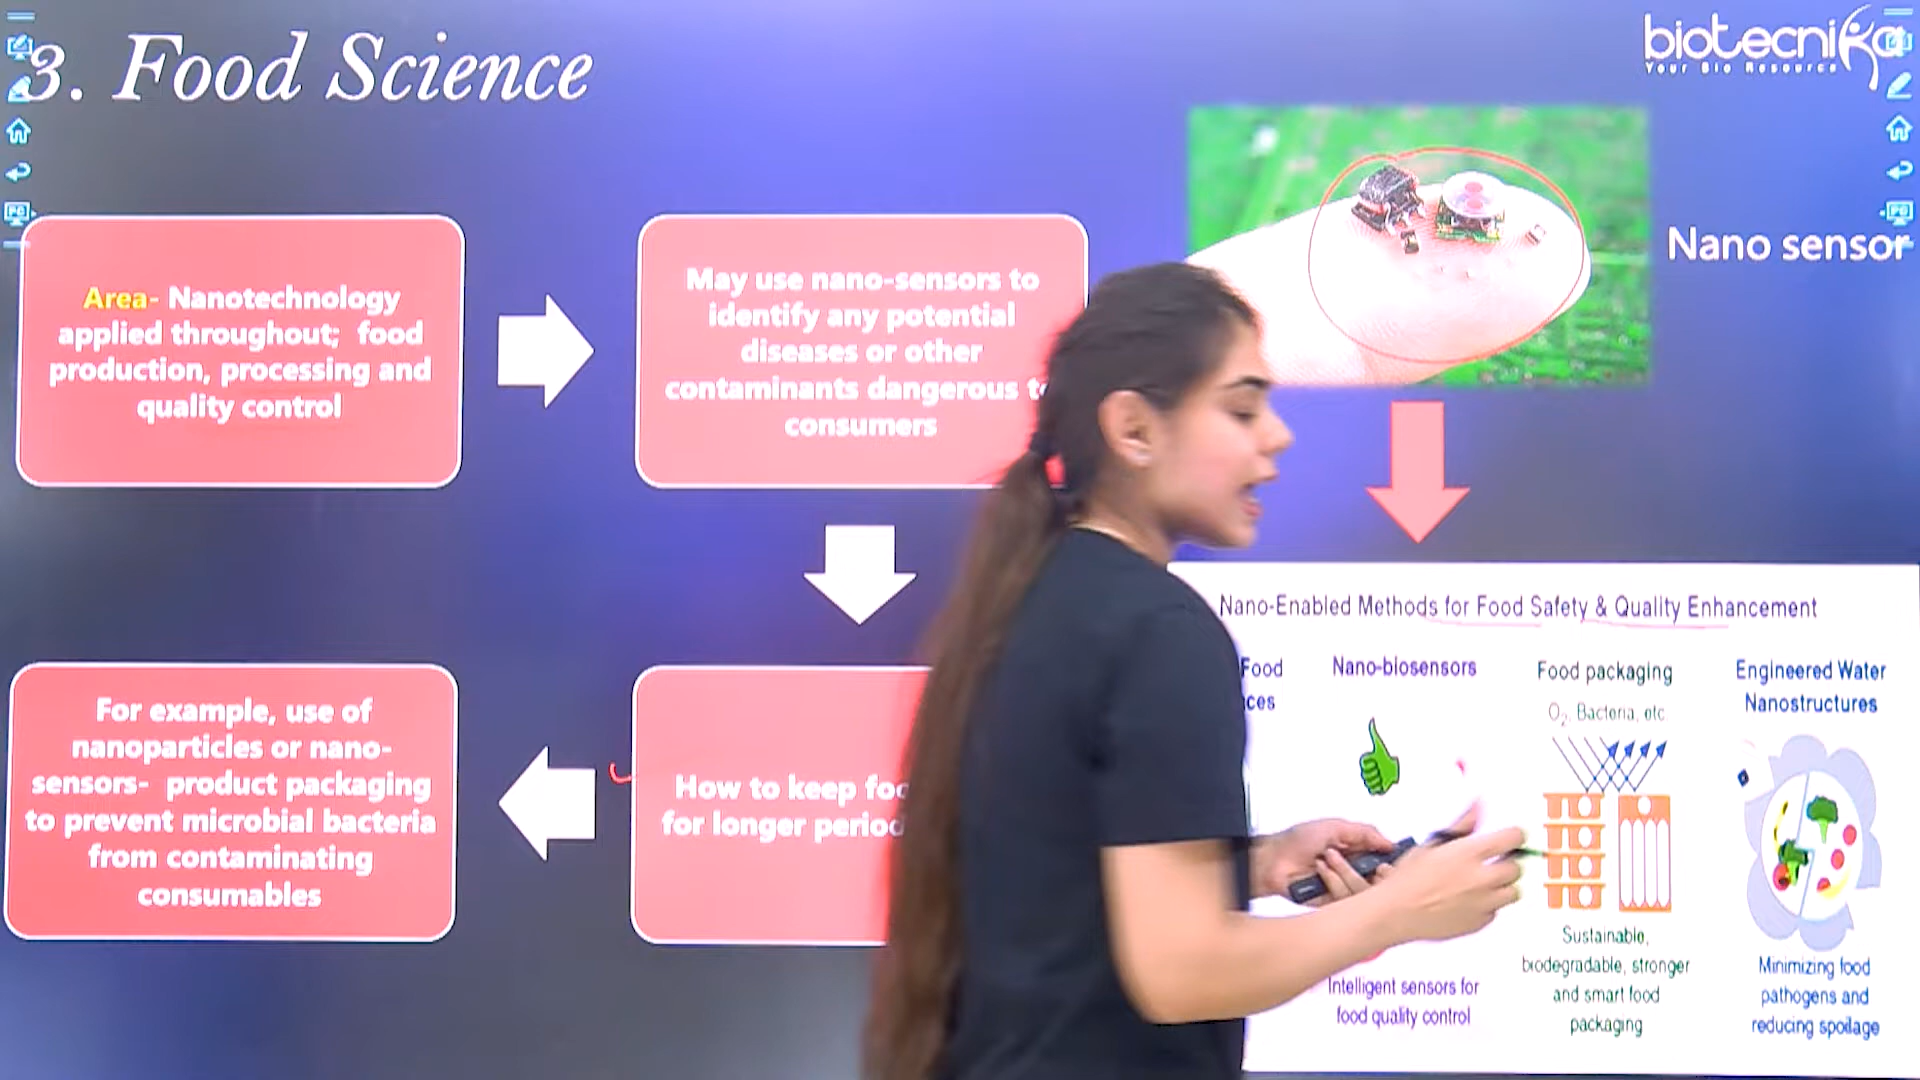 3. Food Science
biotecnika
Your Bio Resource
Nano sensor
Area- Nanotechnology
applied throughout; food
production, processing and
quality control
May use nano-sensors to
identify any potential
diseases or other
contaminants dangerous
consumers
How to keep
for longer
For example, use of
nanoparticles or nano-
sensors- product packaging
to prevent microbial bacteria
from contaminating
consumables
Nano-Enabled Methods for Food Safety & Quality Enhancement
Food
Nano-biosensors
Intelligent sensors for
food quality control
Food packaging
O₂, Bacteria, etc
Sustainable,
biodegradable, stronger
and smart food
packaging
Engineered Water
Nanostructures
Minimizing food
pathogens and
reducing spoilage